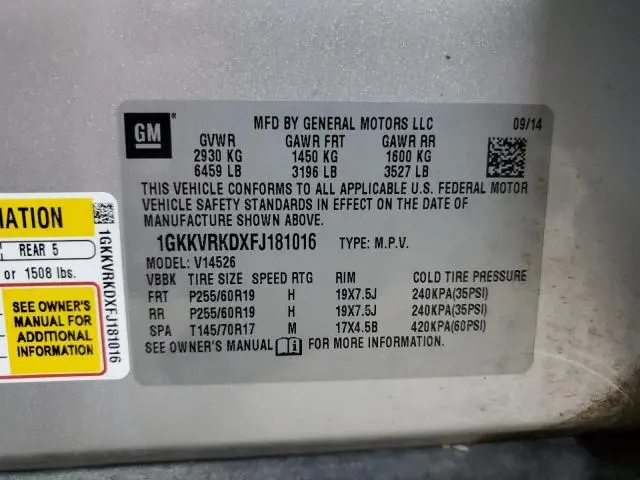 GM
MFD BY GENERAL MOTORS LLC 09/14
GVWR GAWR FRT GAWR RR
2930 KG 1450 KG 1600 KG
6459 LB 3196 LB 3527 LB
THIS VEHICLE CONFORMS TO ALL APPLICABLE U.S. FEDERAL MOTOR
VEHICLE SAFETY STANDARDS IN EFFECT ON THE DATE OF
MANUFACTURE SHOWN ABOVE.
1GKKVRKDXFJ181016 TYPE: M.P.V.
MODEL: V14526
VBBK TIRE SIZE SPEED RTG RIM COLD TIRE PRESSURE
FRT P255/60R19 H 19X7.5J 240KPA(35PSI)
RR P255/60R19 H 19X7.5J 240KPA(35PSI)
SPA T145/70R17 M 17X4.5B 420KPA(60PSI)
SEE OWNER'S MANUAL FOR MORE INFORMATION.
MATION
REAR 5
or 1508 lbs.
SEE OWNER'S
MANUAL FOR
ADDITIONAL
INFORMATION
1GKKVRKDXFJ181016